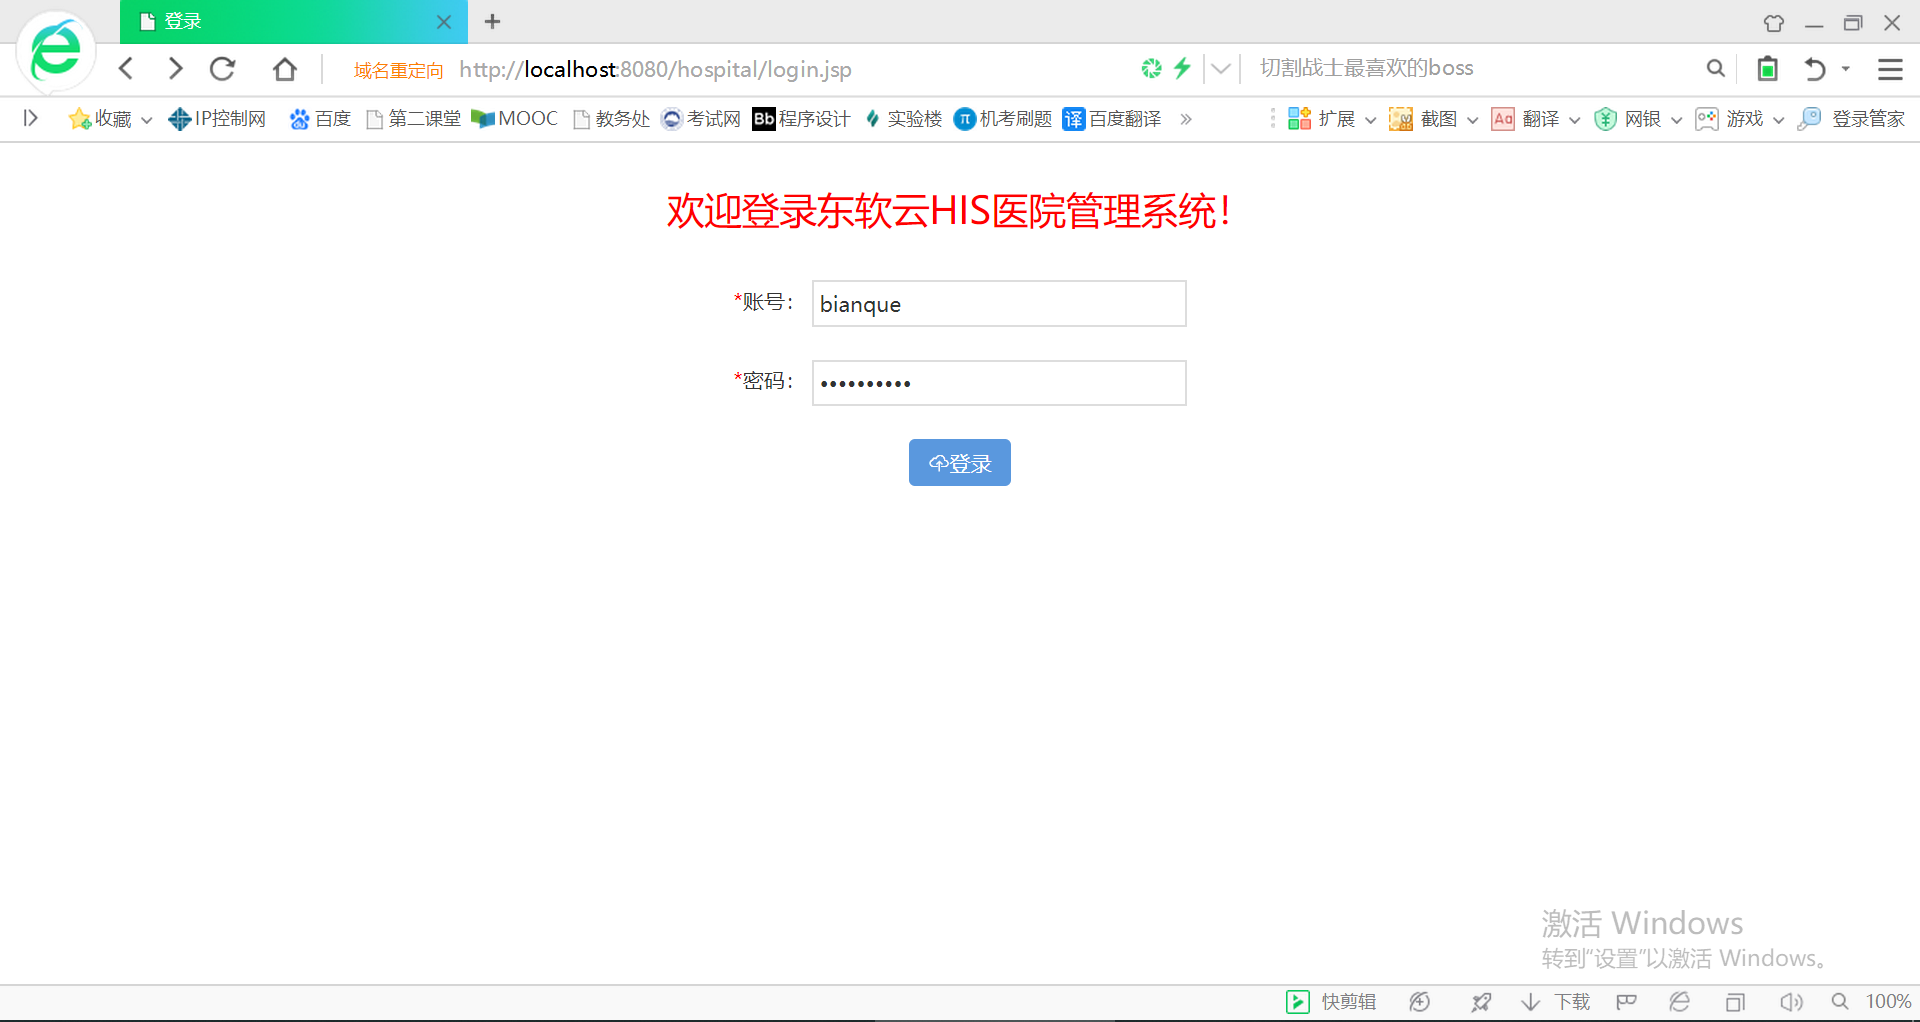 登录
域名重定向 http://localhost:8080/hospital/login.jsp 切割战士最喜欢的boss
收藏 IP控制网 百度 第二课堂 MOOC 教务处 考试网 Bb 程序设计 实验楼 π 机考刷题 译 百度翻译 » 扩展 截图 Aa 翻译 网银 游戏 登录管家
欢迎登录东软云HIS医院管理系统！
*账号： bianque
*密码： ••••••••••
登录
激活 Windows
转到“设置”以激活 Windows。
快剪辑 下载 100%